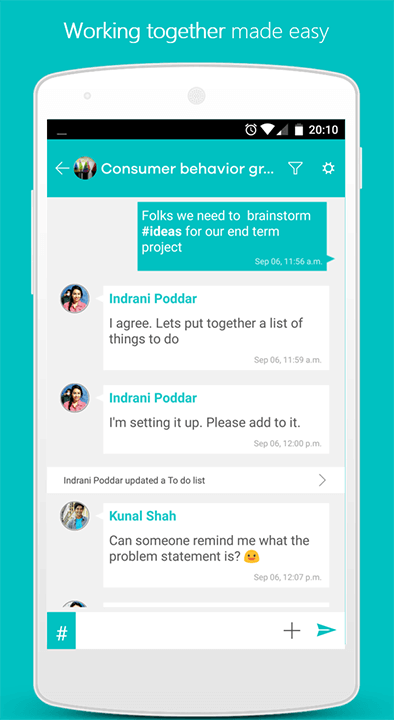 Working together made easy
20:10
Consumer behavior gr...
Folks we need to brainstorm
#ideas for our end term
project
Sep 06, 11:56 a.m.
Indrani Poddar
I agree. Lets put together a list of
things to do
Sep 06, 11:59 a.m.
Indrani Poddar
I'm setting it up. Please add to it.
Sep 06, 12:00 p.m.
Indrani Poddar updated a To do list
Kunal Shah
Can someone remind me what the
problem statement is? 😛
Sep 06, 12:07 p.m.
#